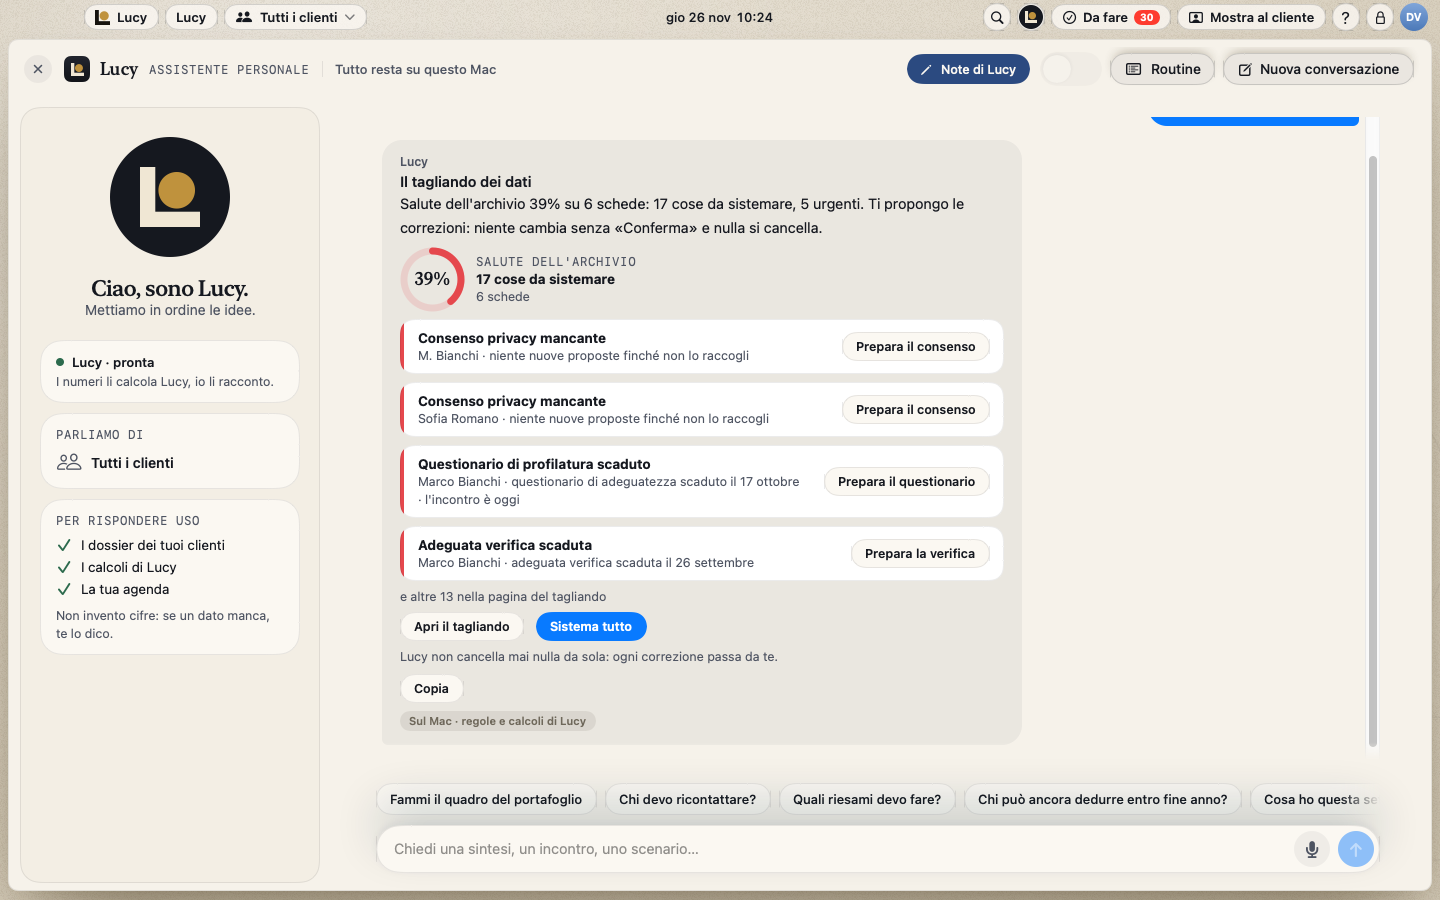 Lucy
Lucy
Tutti i clienti
gio 26 nov 10:24
Da fare 30
Mostra al cliente
?
DV
Lucy ASSISTENTE PERSONALE Tutto resta su questo Mac
Note di Lucy
Routine
Nuova conversazione
Ciao, sono Lucy.
Mettiamo in ordine le idee.
Lucy · pronta
I numeri li calcola Lucy, io li racconto.
PARLIAMO DI
Tutti i clienti
PER RISPONDERE USO
I dossier dei tuoi clienti
I calcoli di Lucy
La tua agenda
Non invento cifre: se un dato manca,
te lo dico.
Lucy
Il tagliando dei dati
Salute dell'archivio 39% su 6 schede: 17 cose da sistemare, 5 urgenti. Ti propongo le
correzioni: niente cambia senza «Conferma» e nulla si cancella.
39%
SALUTE DELL'ARCHIVIO
17 cose da sistemare
6 schede
Consenso privacy mancante
M. Bianchi · niente nuove proposte finché non lo raccogli
Prepara il consenso
Consenso privacy mancante
Sofia Romano · niente nuove proposte finché non lo raccogli
Prepara il consenso
Questionario di profilatura scaduto
Marco Bianchi · questionario di adeguatezza scaduto il 17 ottobre
· l'incontro è oggi
Prepara il questionario
Adeguata verifica scaduta
Marco Bianchi · adeguata verifica scaduta il 26 settembre
Prepara la verifica
e altre 13 nella pagina del tagliando
Apri il tagliando
Sistema tutto
Lucy non cancella mai nulla da sola: ogni correzione passa da te.
Copia
Sul Mac · regole e calcoli di Lucy
Fammi il quadro del portafoglio
Chi devo ricontattare?
Quali riesami devo fare?
Chi può ancora dedurre entro fine anno?
Cosa ho questa se
Chiedi una sintesi, un incontro, uno scenario...